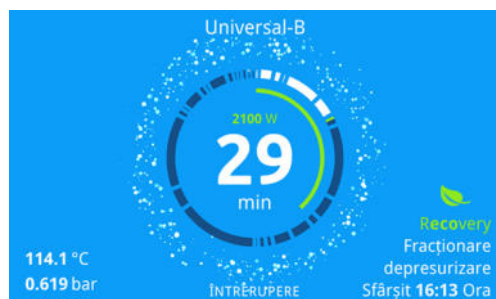 Universal-B
2100 W
29
min
114.1 °C
0.619 bar
ÎNTRERUPERE
Recovery
Fracționare
depresurizare
Sfârșit 16:13 Ora